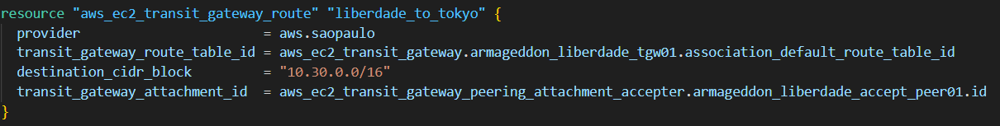 resource "aws_ec2_transit_gateway_route" "liberdade_to_tokyo" {
  provider                       = aws.saopaulo
  transit_gateway_route_table_id = aws_ec2_transit_gateway.armageddon_liberdade_tgw01.association_default_route_table_id
  destination_cidr_block         = "10.30.0.0/16"
  transit_gateway_attachment_id  = aws_ec2_transit_gateway_peering_attachment_accepter.armageddon_liberdade_accept_peer01.id
}